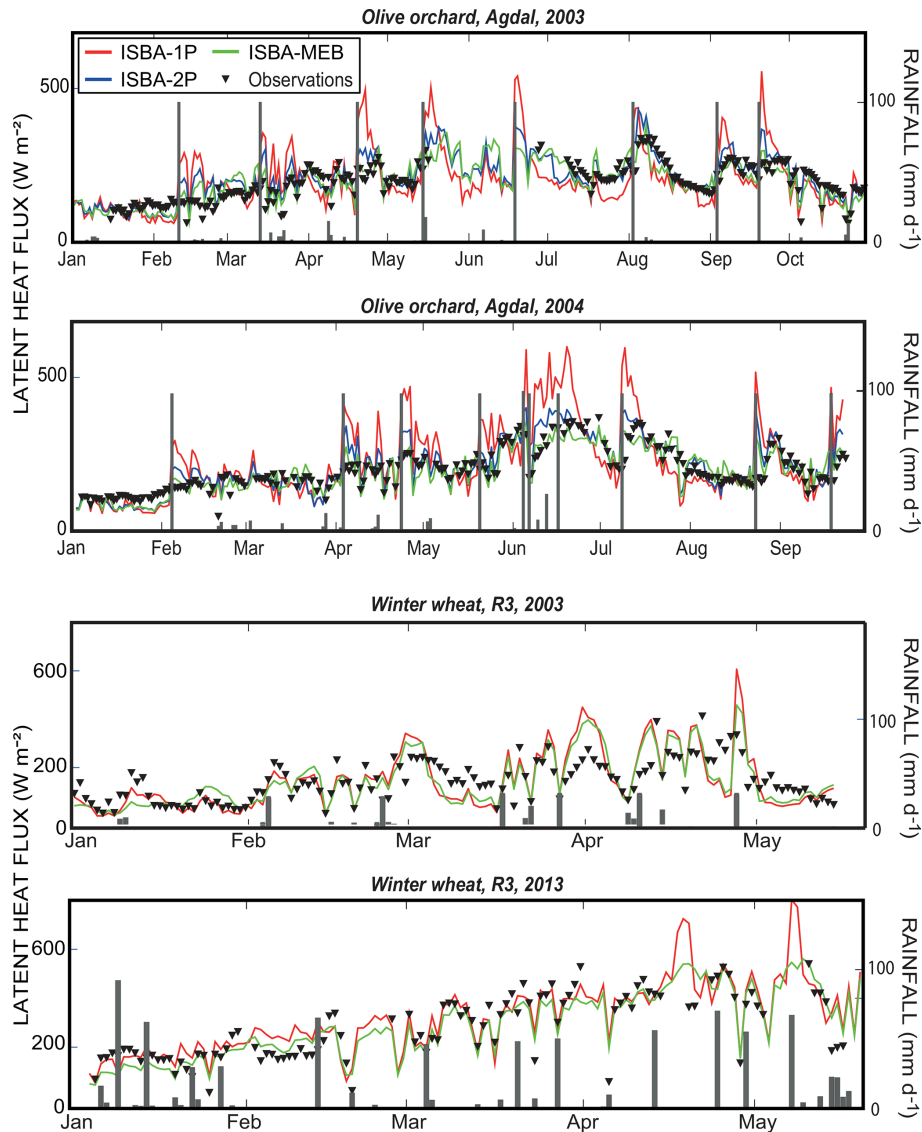 Olive orchard, Agdal, 2003
ISBA-1P
ISBA-MEB
ISBA-2P
Observations
500
0
100
0
Jan Feb Mar Apr May Jun Jul Aug Sep Oct
RAINFALL (mm d⁻¹)
LATENT HEAT FLUX (W m⁻²)
Olive orchard, Agdal, 2004
500
0
100
0
Jan Feb Mar Apr May Jun Jul Aug Sep
RAINFALL (mm d⁻¹)
Winter wheat, R3, 2003
600
200
0
100
0
Jan Feb Mar Apr May
RAINFALL (mm d⁻¹)
LATENT HEAT FLUX (W m⁻²)
Winter wheat, R3, 2013
600
200
0
100
0
Jan Feb Mar Apr May
RAINFALL (mm d⁻¹)